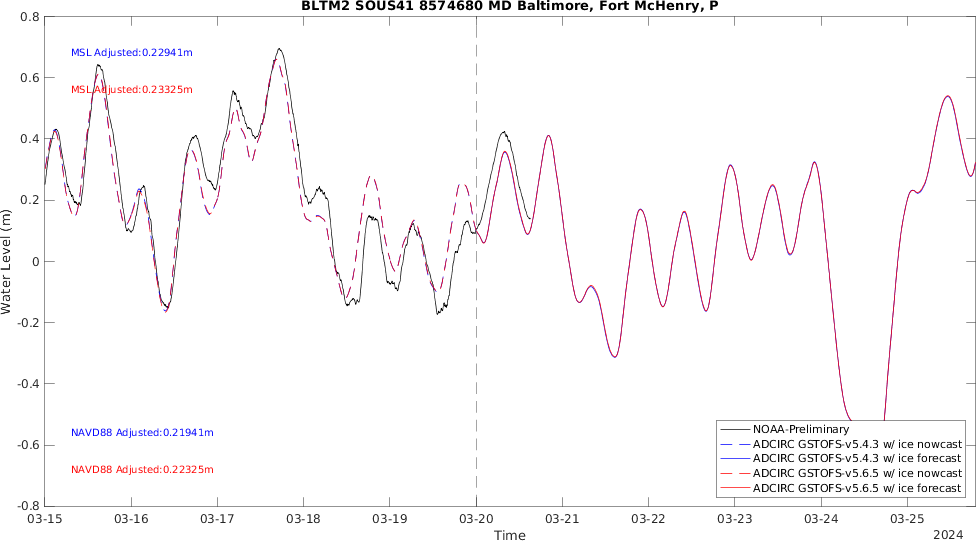 BLTM2 SOUS41 8574680 MD Baltimore, Fort McHenry, P
0.8
0.6
0.4
0.2
0
-0.2
-0.4
-0.6
-0.8
Water Level (m)
MSL Adjusted:0.22941m
MSL Adjusted:0.23325m
NAVD88 Adjusted:0.21941m
NAVD88 Adjusted:0.22325m
NOAA-Preliminary
ADCIRC GSTOFS-v5.4.3 w/ ice nowcast
ADCIRC GSTOFS-v5.4.3 w/ ice forecast
ADCIRC GSTOFS-v5.6.5 w/ ice nowcast
ADCIRC GSTOFS-v5.6.5 w/ ice forecast
03-15 03-16 03-17 03-18 03-19 03-20 03-21 03-22 03-23 03-24 03-25
Time
2024